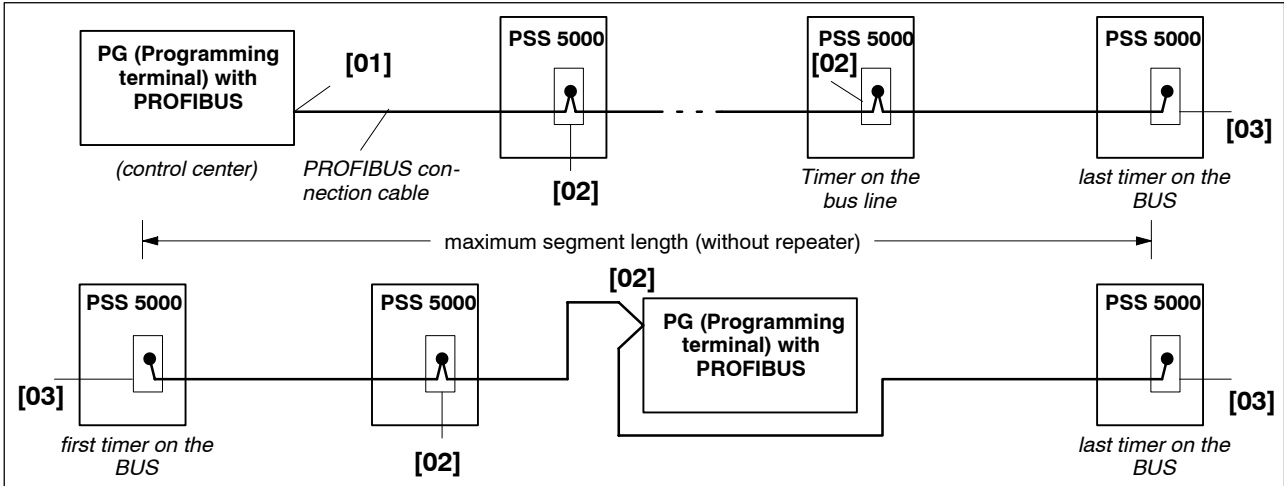 PG (Programming
terminal) with
PROFIBUS
(control center)
[01]
PROFIBUS con-
nection cable
PSS 5000
[02]
PSS 5000
[02]
Timer on the
bus line
PSS 5000
[03]
last timer on the
BUS
maximum segment length (without repeater)
PSS 5000
[03]
first timer on the
BUS
PSS 5000
[02]
[02]
PG (Programming
terminal) with
PROFIBUS
PSS 5000
[03]
last timer on the
BUS